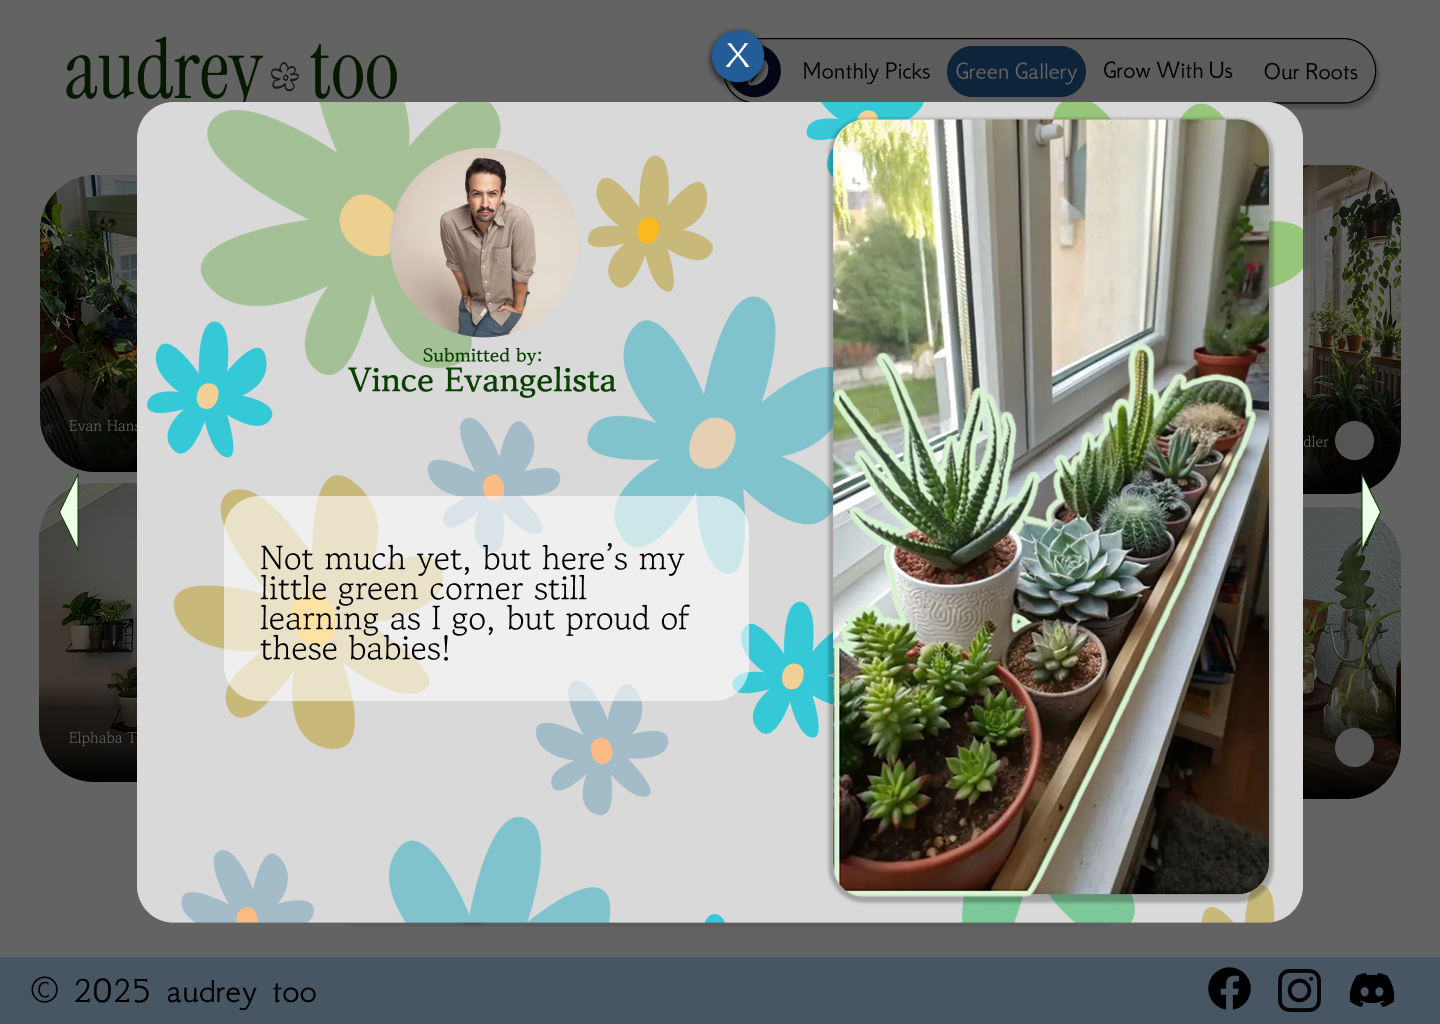 audrey too
X
Monthly Picks
Green Gallery
Grow With Us
Our Roots
Submitted by:
Vince Evangelista
Evan Hans
dler
Not much yet, but here’s my
little green corner still
learning as I go, but proud of
these babies!
Elphaba T
© 2025 audrey too